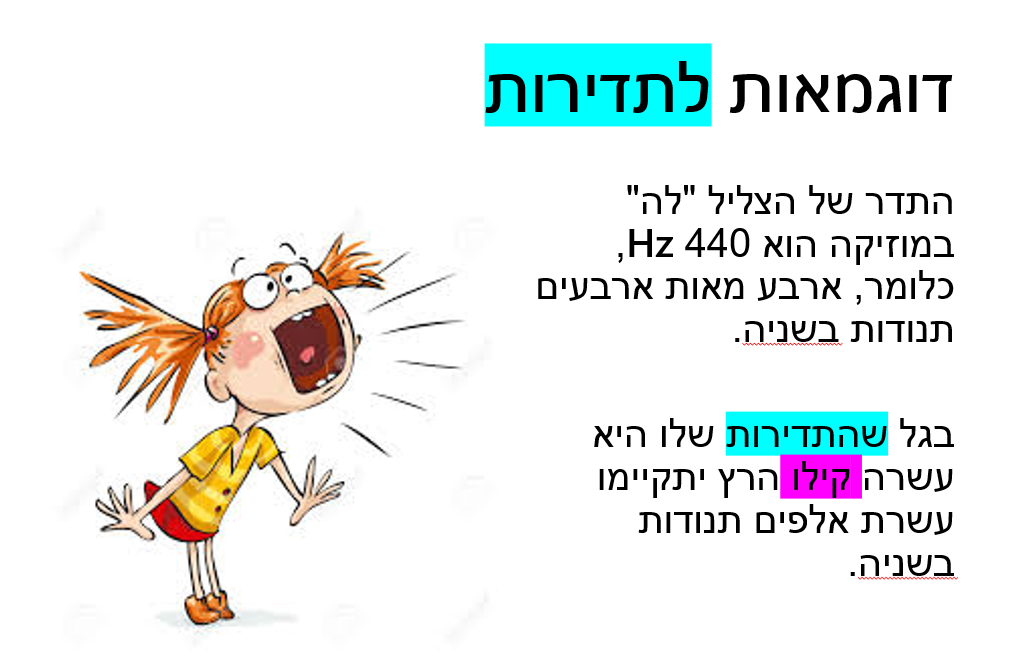 דוגמאות לתדירות
התדר של הצליל "לה"
במוזיקה הוא 440 Hz,
כלומר, ארבע מאות ארבעים
תנודות בשניה.
בגל שהתדירות שלו היא
עשרה קילו הרץ יתקיימו
עשרת אלפים תנודות
בשניה.